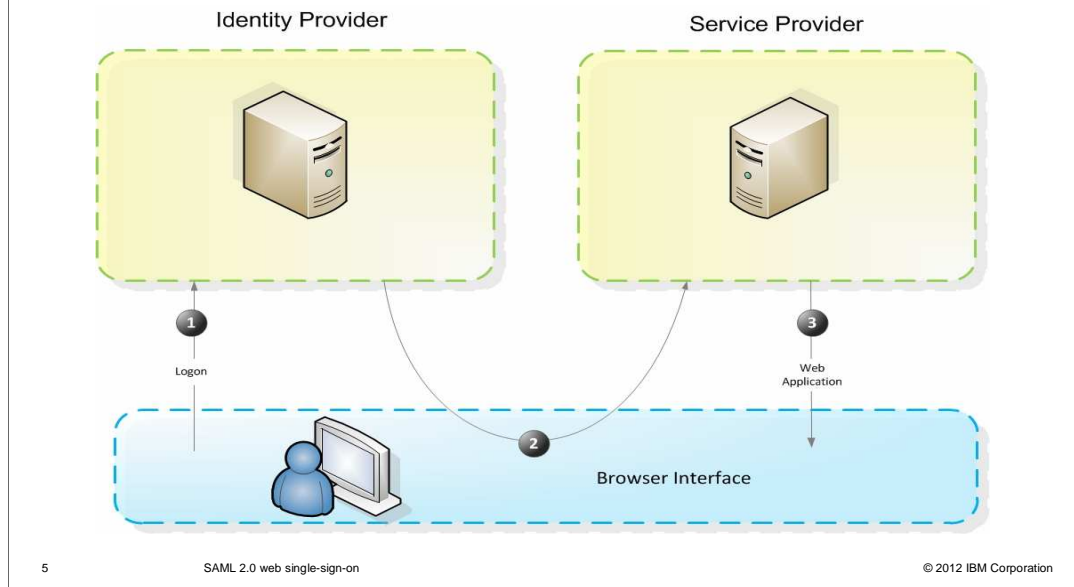 Identity Provider
Service Provider
1
3
Logon
Web
Application
2
Browser Interface
5 SAML 2.0 web single-sign-on © 2012 IBM Corporation